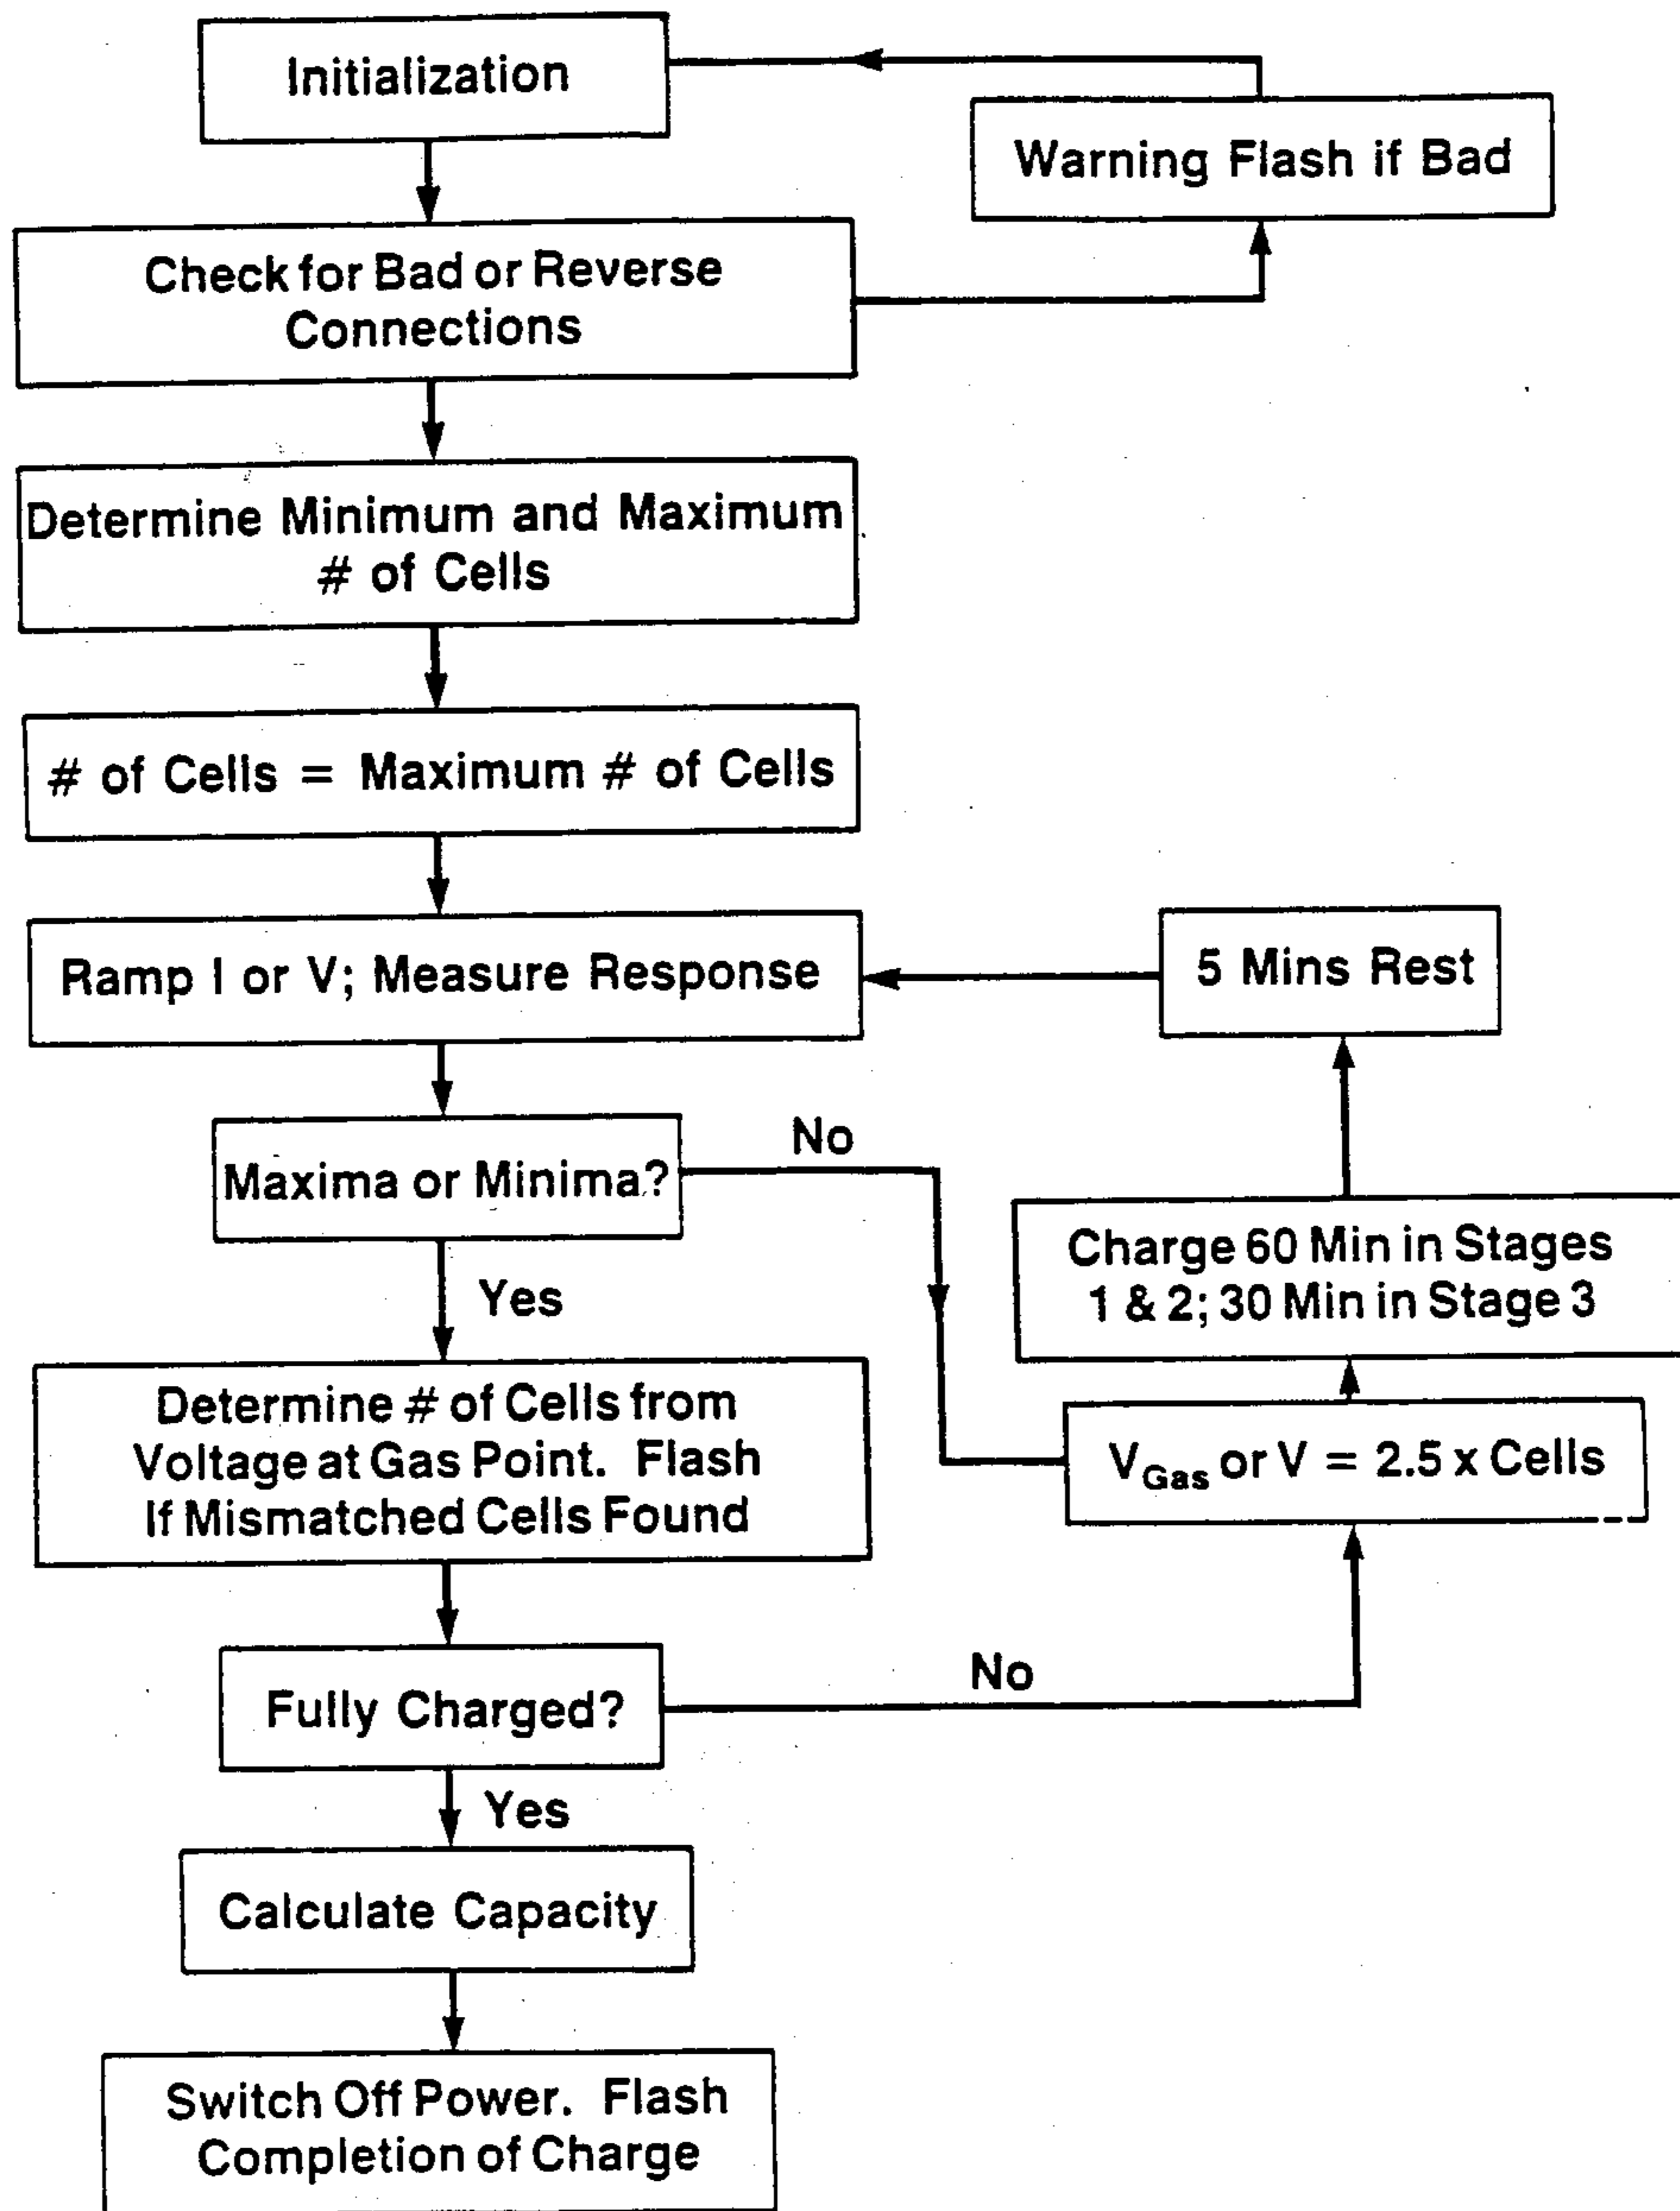 Initialization
Warning Flash if Bad
Check for Bad or Reverse
Connections
Determine Minimum and Maximum
# of Cells
# of Cells = Maximum # of Cells
Ramp I or V; Measure Response
5 Mins Rest
Maxima or Minima?
No
Yes
Charge 60 Min in Stages
1 & 2; 30 Min in Stage 3
Determine # of Cells from
Voltage at Gas Point. Flash
If Mismatched Cells Found
VGas or V = 2.5 x Cells
Fully Charged?
No
Yes
Calculate Capacity
Switch Off Power. Flash
Completion of Charge